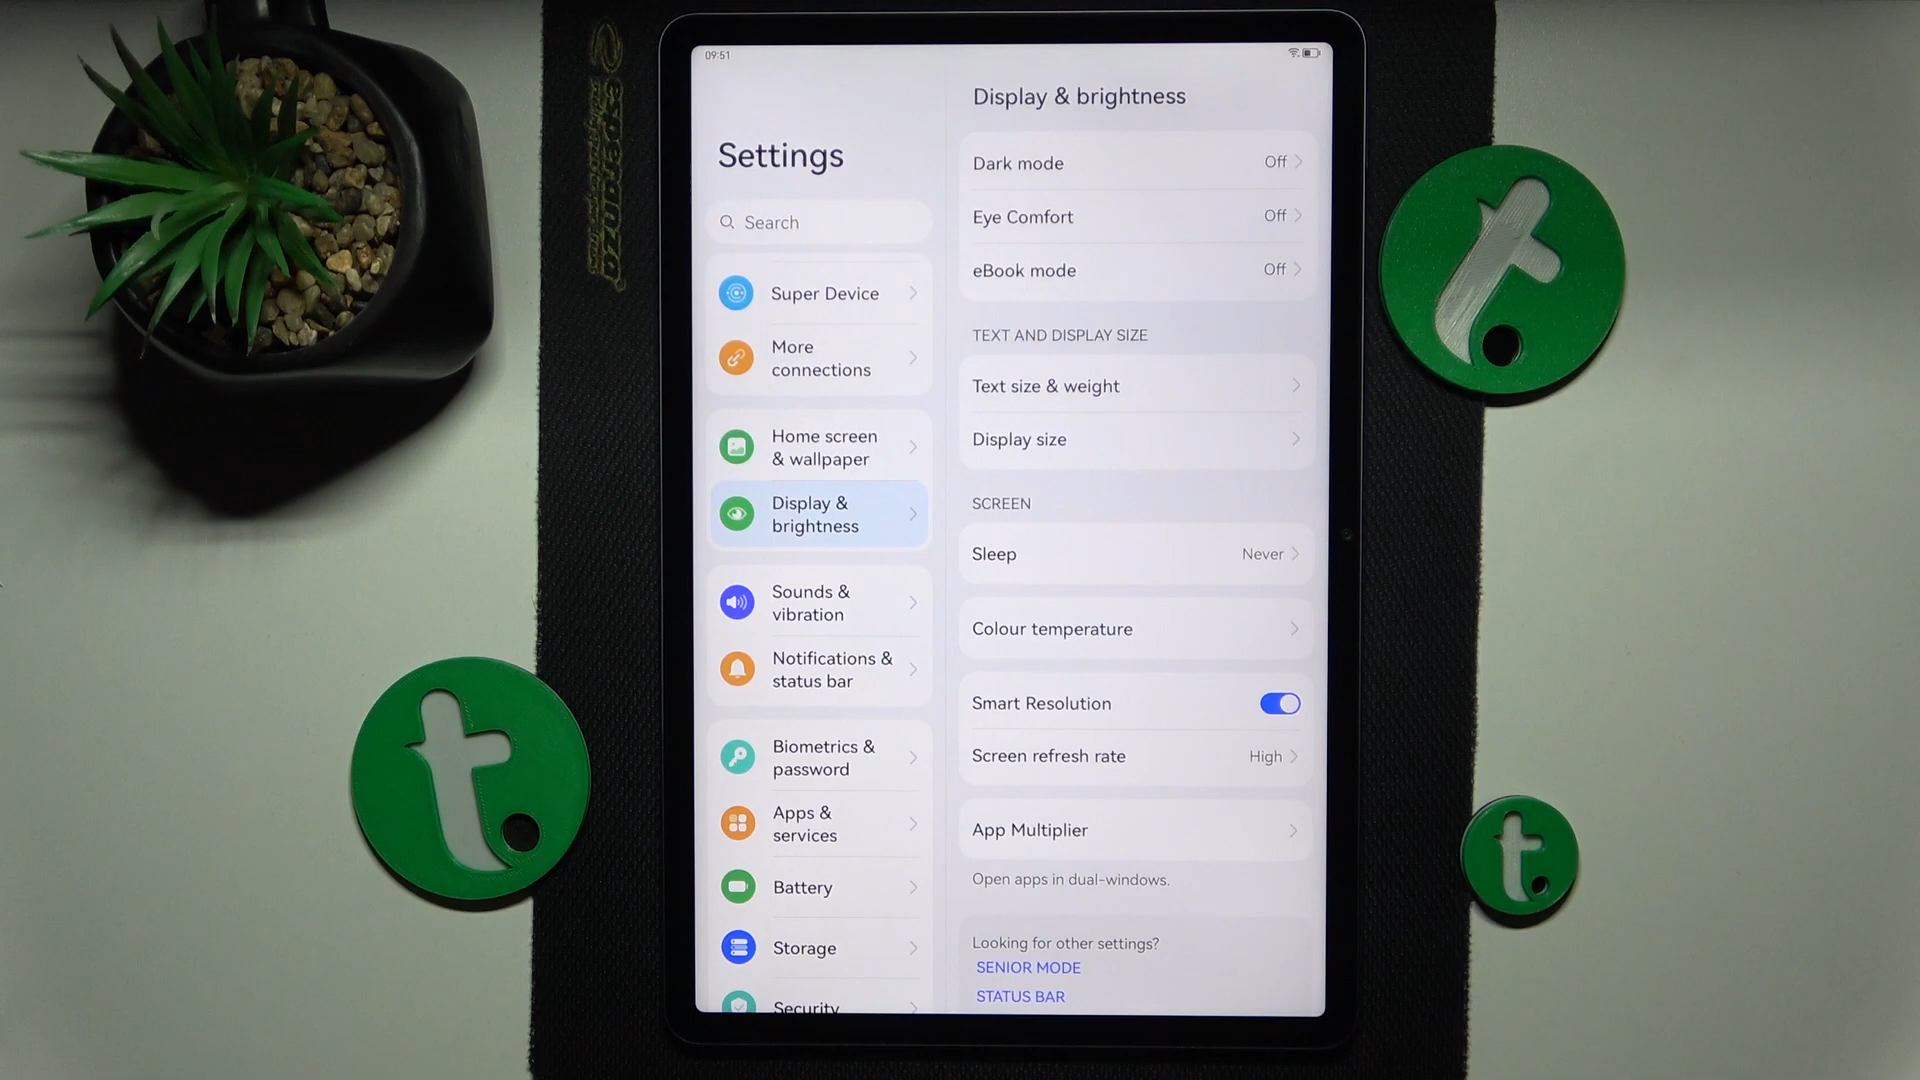 09:51
Settings
Search
Super Device
More
connections
Home screen
& wallpaper
Display &
brightness
Sounds &
vibration
Notifications &
status bar
Biometrics &
password
Apps &
services
Battery
Storage
Security
Display & brightness
Dark mode Off
Eye Comfort Off
eBook mode Off
TEXT AND DISPLAY SIZE
Text size & weight
Display size
SCREEN
Sleep Never
Colour temperature
Smart Resolution
Screen refresh rate High
App Multiplier
Open apps in dual-windows.
Looking for other settings?
SENIOR MODE
STATUS BAR
esperanza